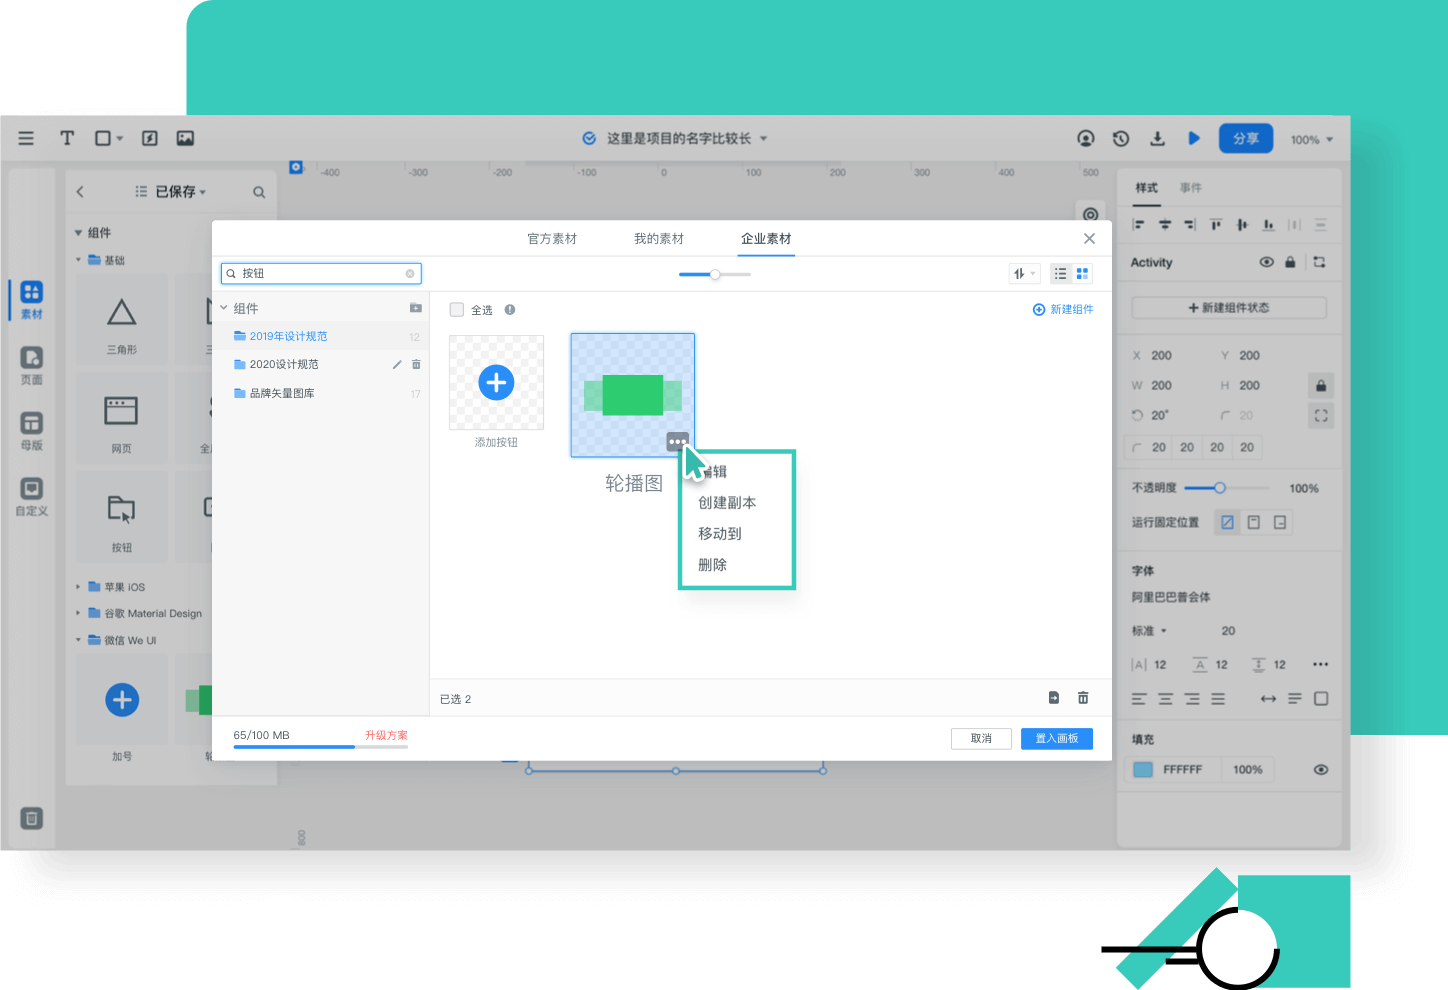 这里是项目的名字比较长
分享
100%
已保存
-400
-300
-200
-100
0
100
200
300
400
500
800
素材
页面
母版
自定义
组件
基础
三角形
网页
按钮
苹果 iOS
谷歌 Material Design
微信 We UI
加号
官方素材
我的素材
企业素材
按钮
组件
2019年设计规范
12
2020设计规范
品牌矢量图库
17
全选
新建组件
添加按钮
轮播图
编辑
创建副本
移动到
删除
已选 2
65/100 MB
升级方案
取消
置入画板
样式
事件
Activity
新建组件状态
X 200
Y 200
W 200
H 200
20°
20
20 20 20 20
不透明度
100%
运行固定位置
字体
阿里巴巴普会体
标准
20
A 12
A 12
12
填充
FFFFFF
100%